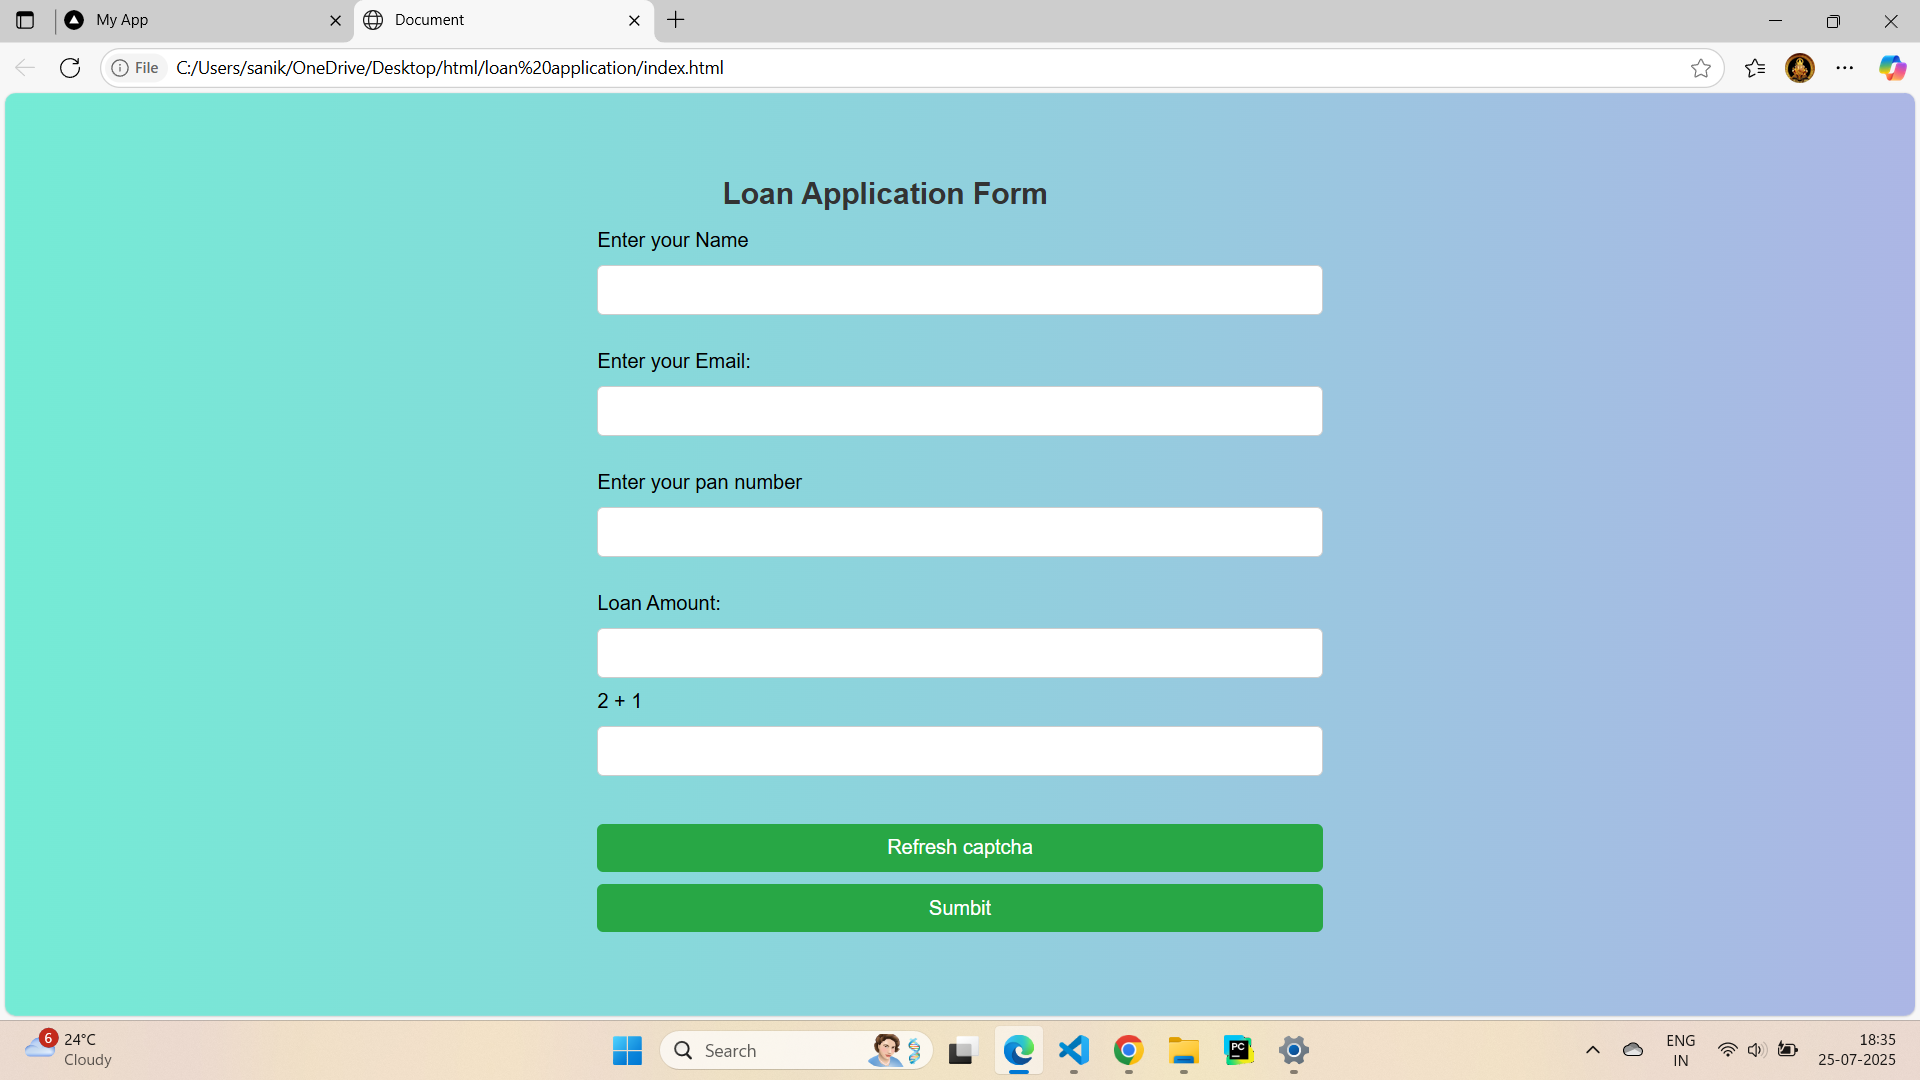 My App
Document
File
C:/Users/sanik/OneDrive/Desktop/html/loan%20application/index.html
Loan Application Form
Enter your Name
Enter your Email:
Enter your pan number
Loan Amount:
2 + 1
Refresh captcha
Sumbit
6
24°C
Cloudy
Search
PC
ENG
IN
18:35
25-07-2025